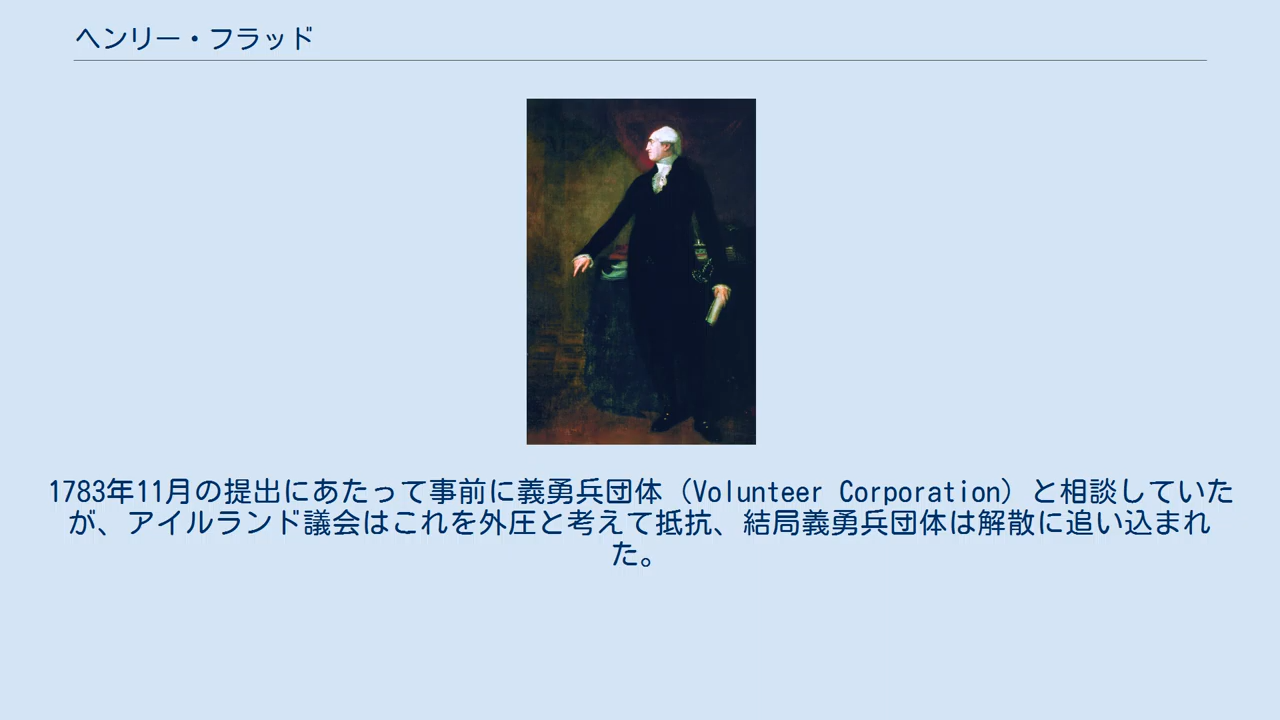 ヘンリー・フラッド
1783年11月の提出にあたって事前に義勇兵団体（Volunteer Corporation）と相談していた
が、アイルランド議会はこれを外圧と考えて抵抗、結局義勇兵団体は解散に追い込まれ
た。